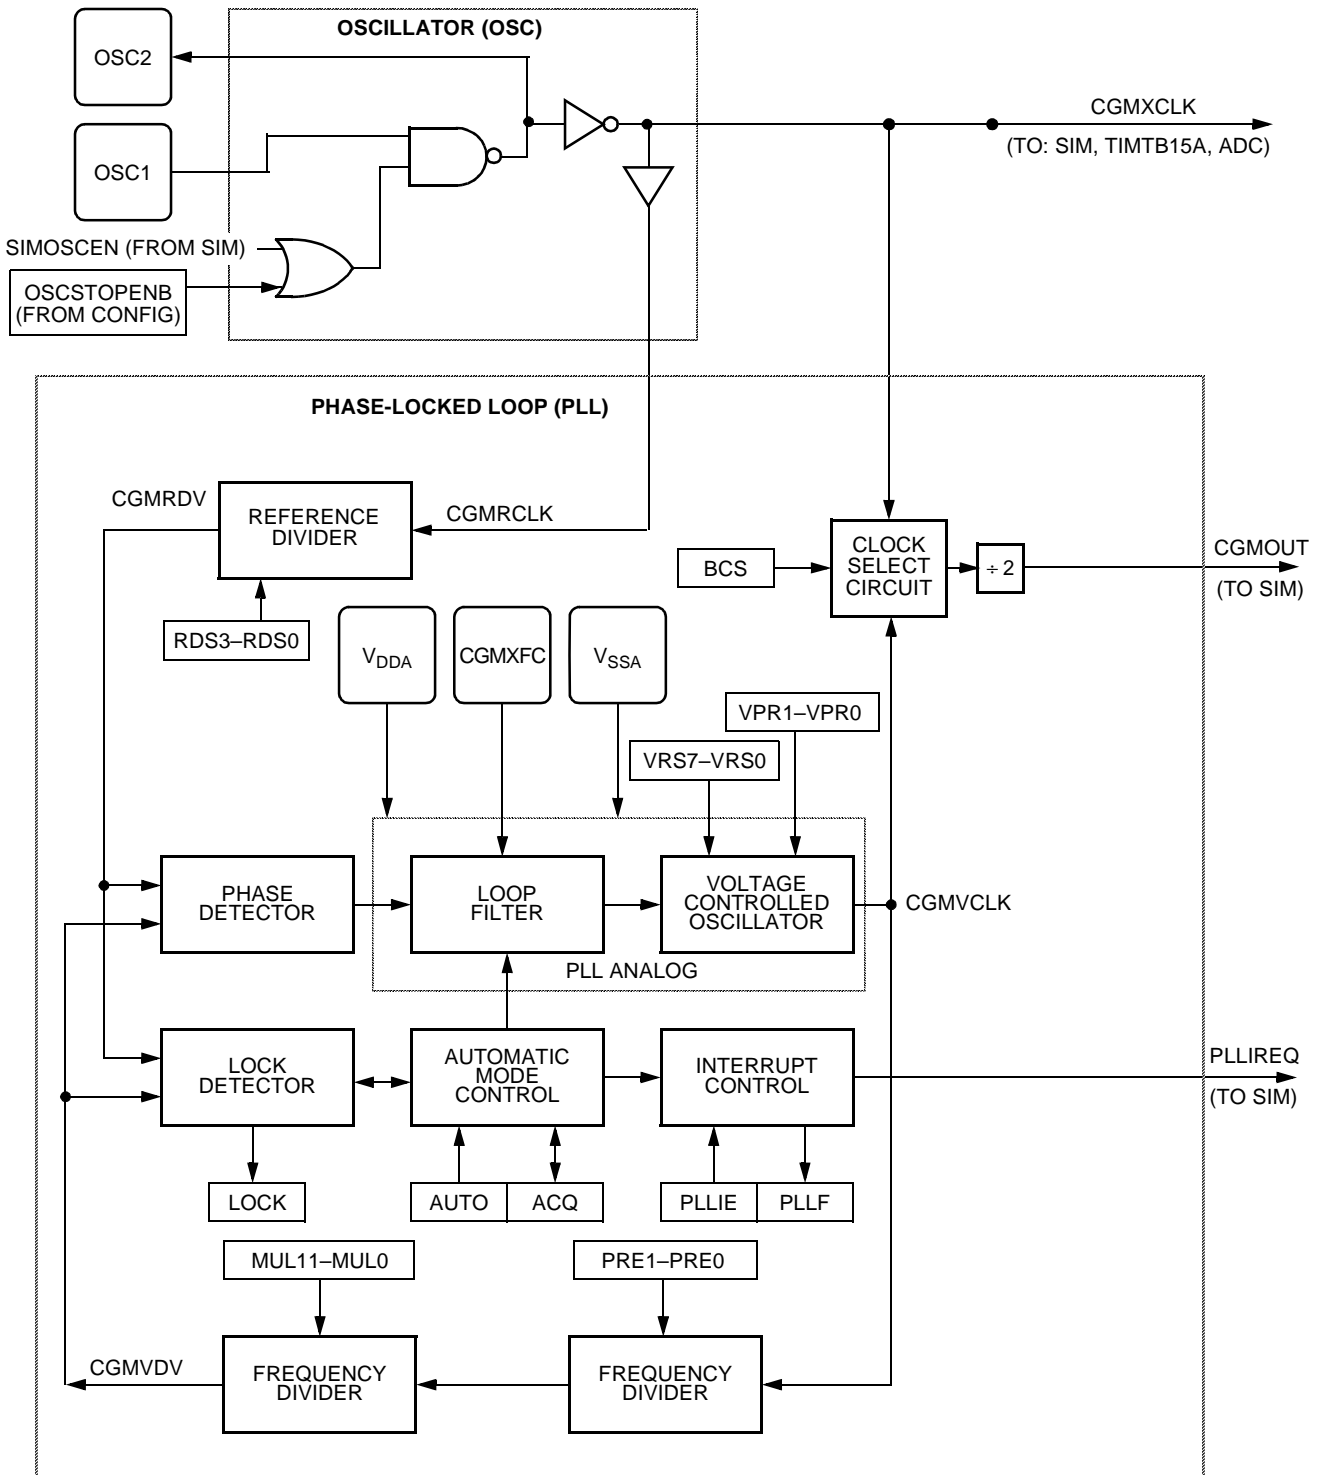 OSCILLATOR (OSC)
OSC2
CGMXCLK
(TO: SIM, TIMTB15A, ADC)
OSC1
SIMOSCEN (FROM SIM)
OSCSTOPENB
(FROM CONFIG)
PHASE-LOCKED LOOP (PLL)
CGMRDV
REFERENCE
DIVIDER
CGMRCLK
BCS
CLOCK
SELECT
CIRCUIT
÷ 2
CGMOUT
(TO SIM)
RDS3–RDS0
VDDA
CGMXFC
VSSA
VPR1–VPR0
VRS7–VRS0
PHASE
DETECTOR
LOOP
FILTER
VOLTAGE
CONTROLLED
OSCILLATOR
CGMVCLK
PLL ANALOG
LOCK
DETECTOR
AUTOMATIC
MODE
CONTROL
INTERRUPT
CONTROL
PLLIREQ
(TO SIM)
LOCK
AUTO
ACQ
PLLIE
PLLF
MUL11–MUL0
PRE1–PRE0
CGMVDV
FREQUENCY
DIVIDER
FREQUENCY
DIVIDER